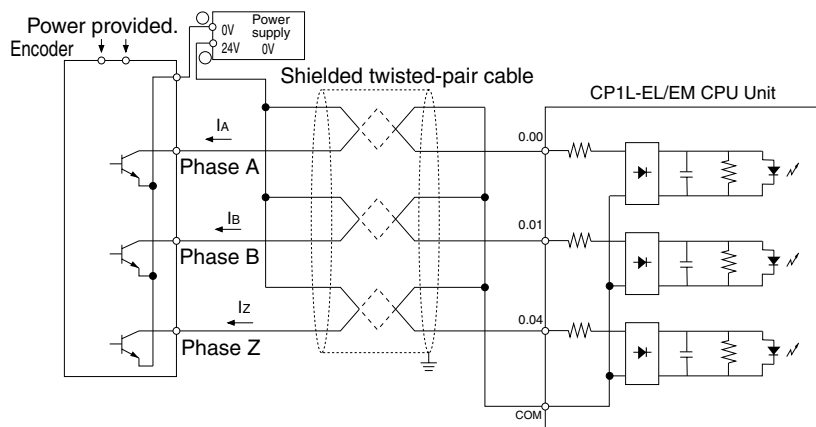 Power provided.
Encoder
0V
Power
supply
24V
0V
Shielded twisted-pair cable
CP1L-EL/EM CPU Unit
IA
Phase A
0.00
IB
Phase B
0.01
IZ
Phase Z
0.04
COM